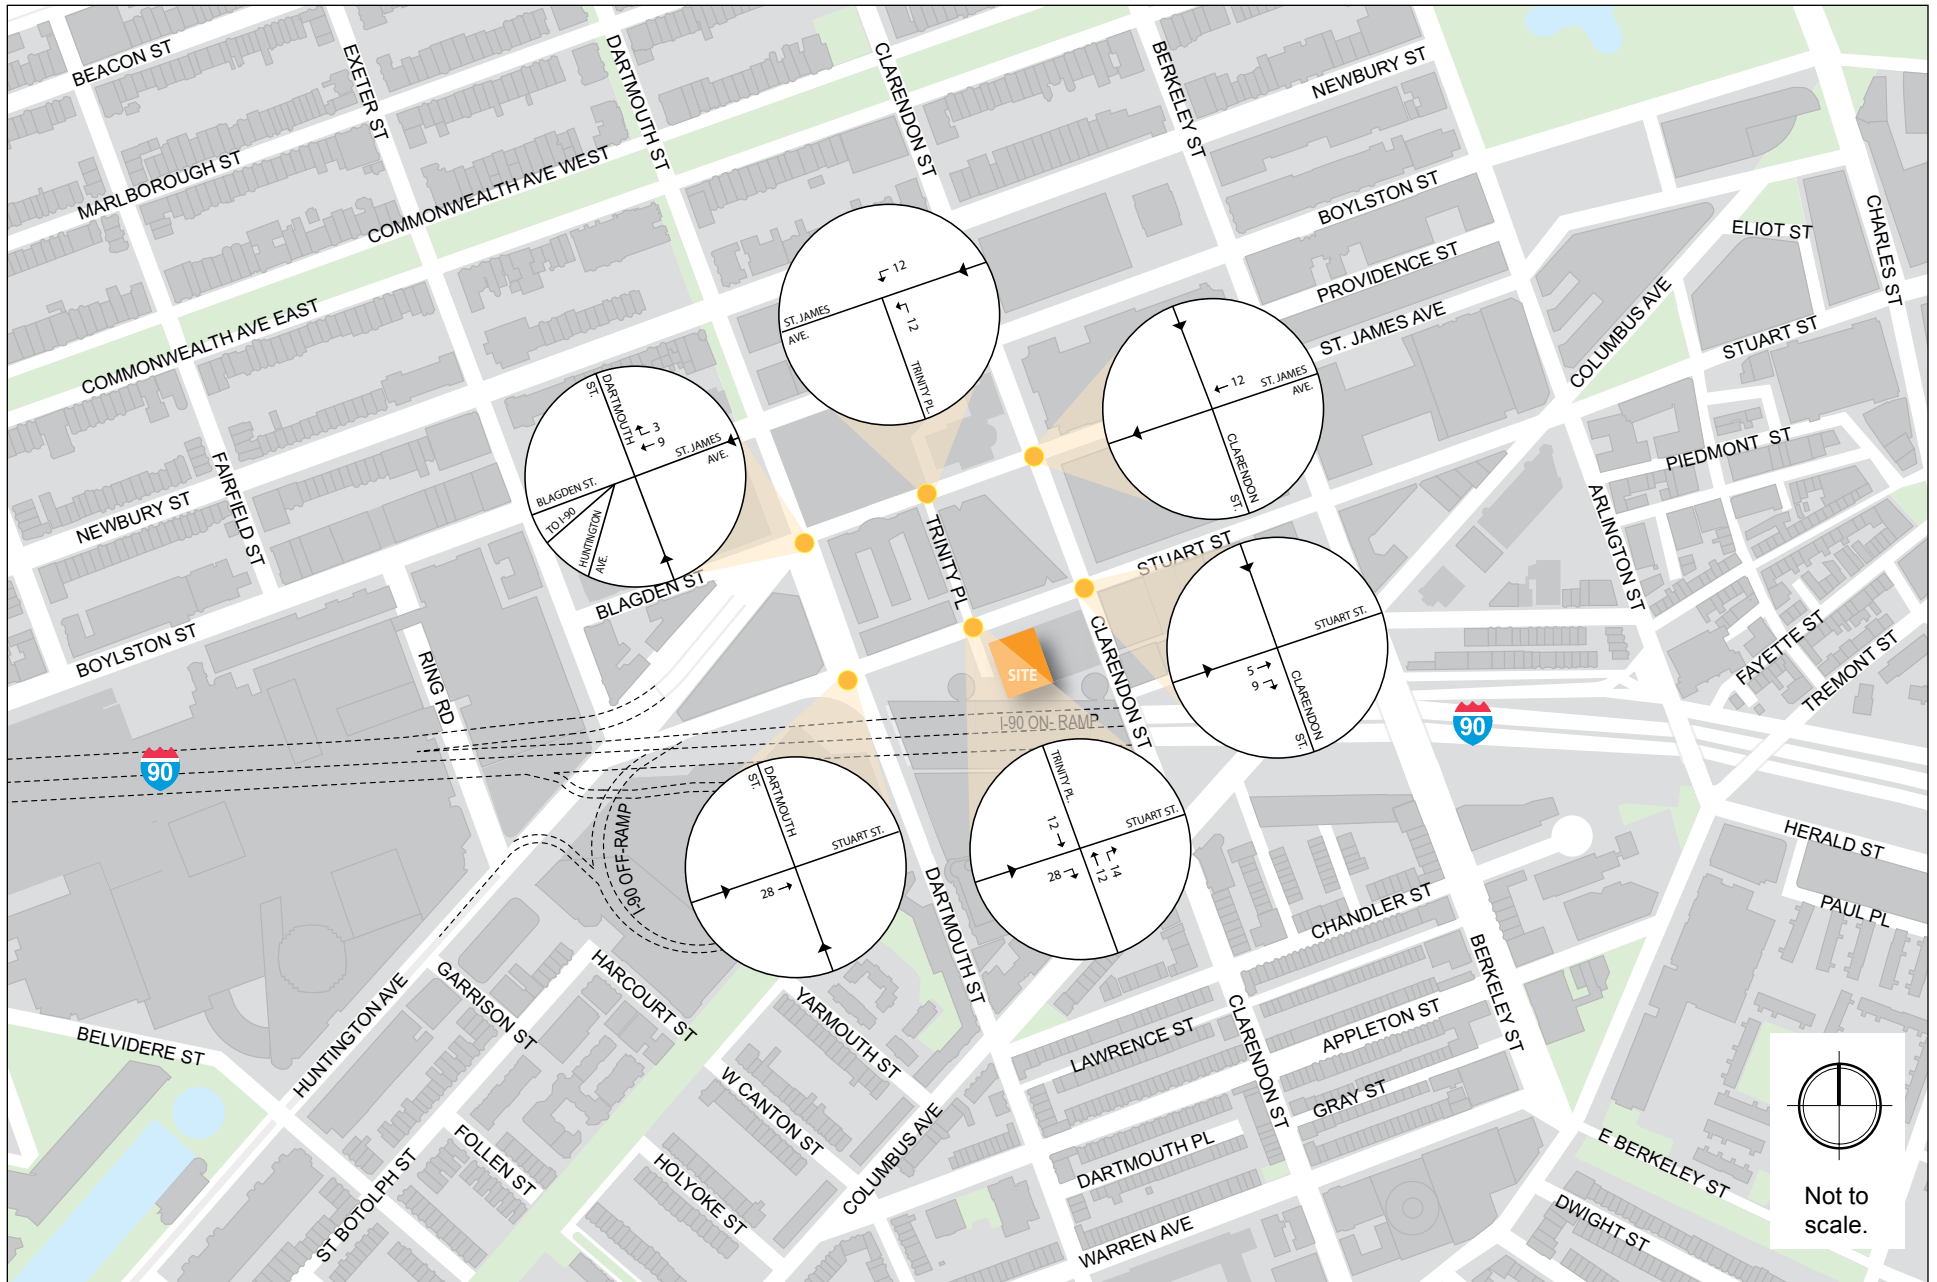 BEACON ST
EXETER ST
DARTMOUTH ST
CLARENDON ST
BERKELEY ST
NEWBURY ST
MARLBOROUGH ST
COMMONWEALTH AVE WEST
BOYLSTON ST
ELIOT ST
CHARLES ST
PROVIDENCE ST
COLUMBUS AVE
COMMONWEALTH AVE EAST
ST. JAMES AVE
STUART ST
12
12
ST. JAMES
AVE.
TRINITY PL.
12
ST. JAMES
AVE.
CLARENDON
ST.
DARTMOUTH
ST.
3
9
ST. JAMES
AVE.
BLAGDEN ST.
TO I-90
HUNTINGTON
AVE.
NEWBURY ST
FAIRFIELD ST
PIEDMONT ST
ARLINGTON ST
TRINITY PL
STUART ST
BLAGDEN ST
BOYLSTON ST
RING RD
CLARENDON ST
SITE
STUART ST.
5
9
CLARENDON
ST.
FAYETTE ST
TREMONT ST
I-90 ON- RAMP
90
90
I-90 OFF-RAMP
DARTMOUTH
ST.
STUART ST.
28
TRINITY PL.
12
STUART ST.
28
12
14
HERALD ST
PAUL PL
DARTMOUTH ST
CHANDLER ST
BERKELEY ST
HUNTINGTON AVE
GARRISON ST
HARCOURT ST
YARMOUTH ST
LAWRENCE ST
CLARENDON ST
APPLETON ST
BELVIDERE ST
W CANTON ST
COLUMBUS AVE
GRAY ST
FOLLEN ST
ST BOTOLPH ST
HOLYOKE ST
DARTMOUTH PL
WARREN AVE
E BERKELEY ST
DWIGHT ST
Not to
scale.